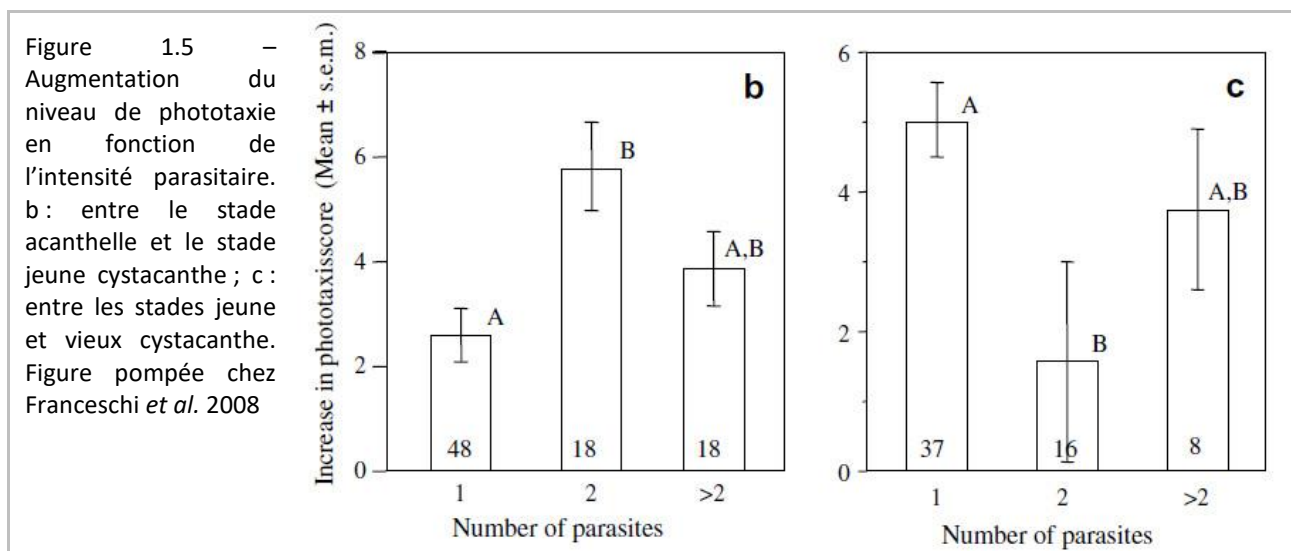 Figure 1.5 –
Augmentation du
niveau de phototaxie
en fonction de
l’intensité parasitaire.
b : entre le stade
acanthelle et le stade
jeune cystacanthe ; c :
entre les stades jeune
et vieux cystacanthe.
Figure pompée chez
Franceschi et al. 2008
Increase in phototaxisscore (Mean ± s.e.m.)
8
6
4
2
0
b
A
B
A,B
48
18
18
1
2
>2
Number of parasites
6
4
2
0
c
A
B
A,B
37
16
8
1
2
>2
Number of parasites